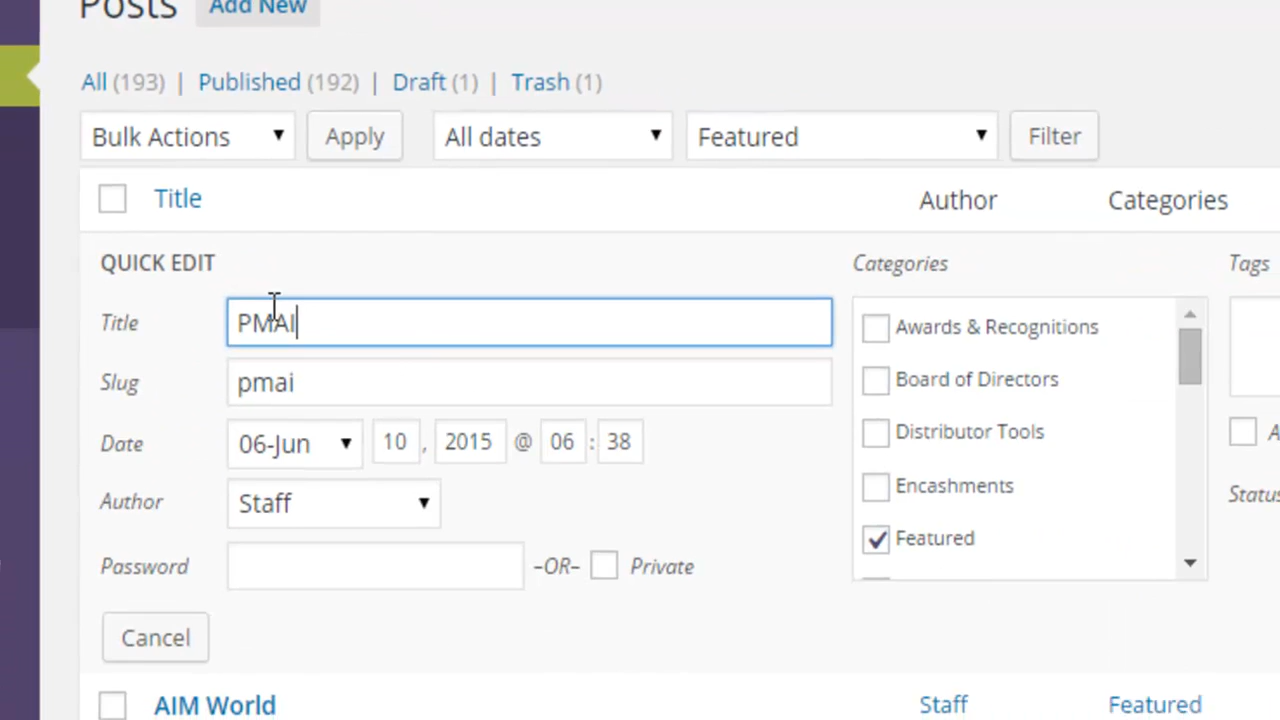 Posts Add New
All (193) | Published (192) | Draft (1) | Trash (1)
Bulk Actions Apply All dates Featured Filter
Title Author Categories
QUICK EDIT Categories Tags
Title PMAI
Slug pmai
Date 06-Jun 10 , 2015 @ 06 : 38
Author Staff
Password –OR– Private
Awards & Recognitions
Board of Directors
Distributor Tools
Encashments
Featured
Status
Cancel
AIM World Staff Featured